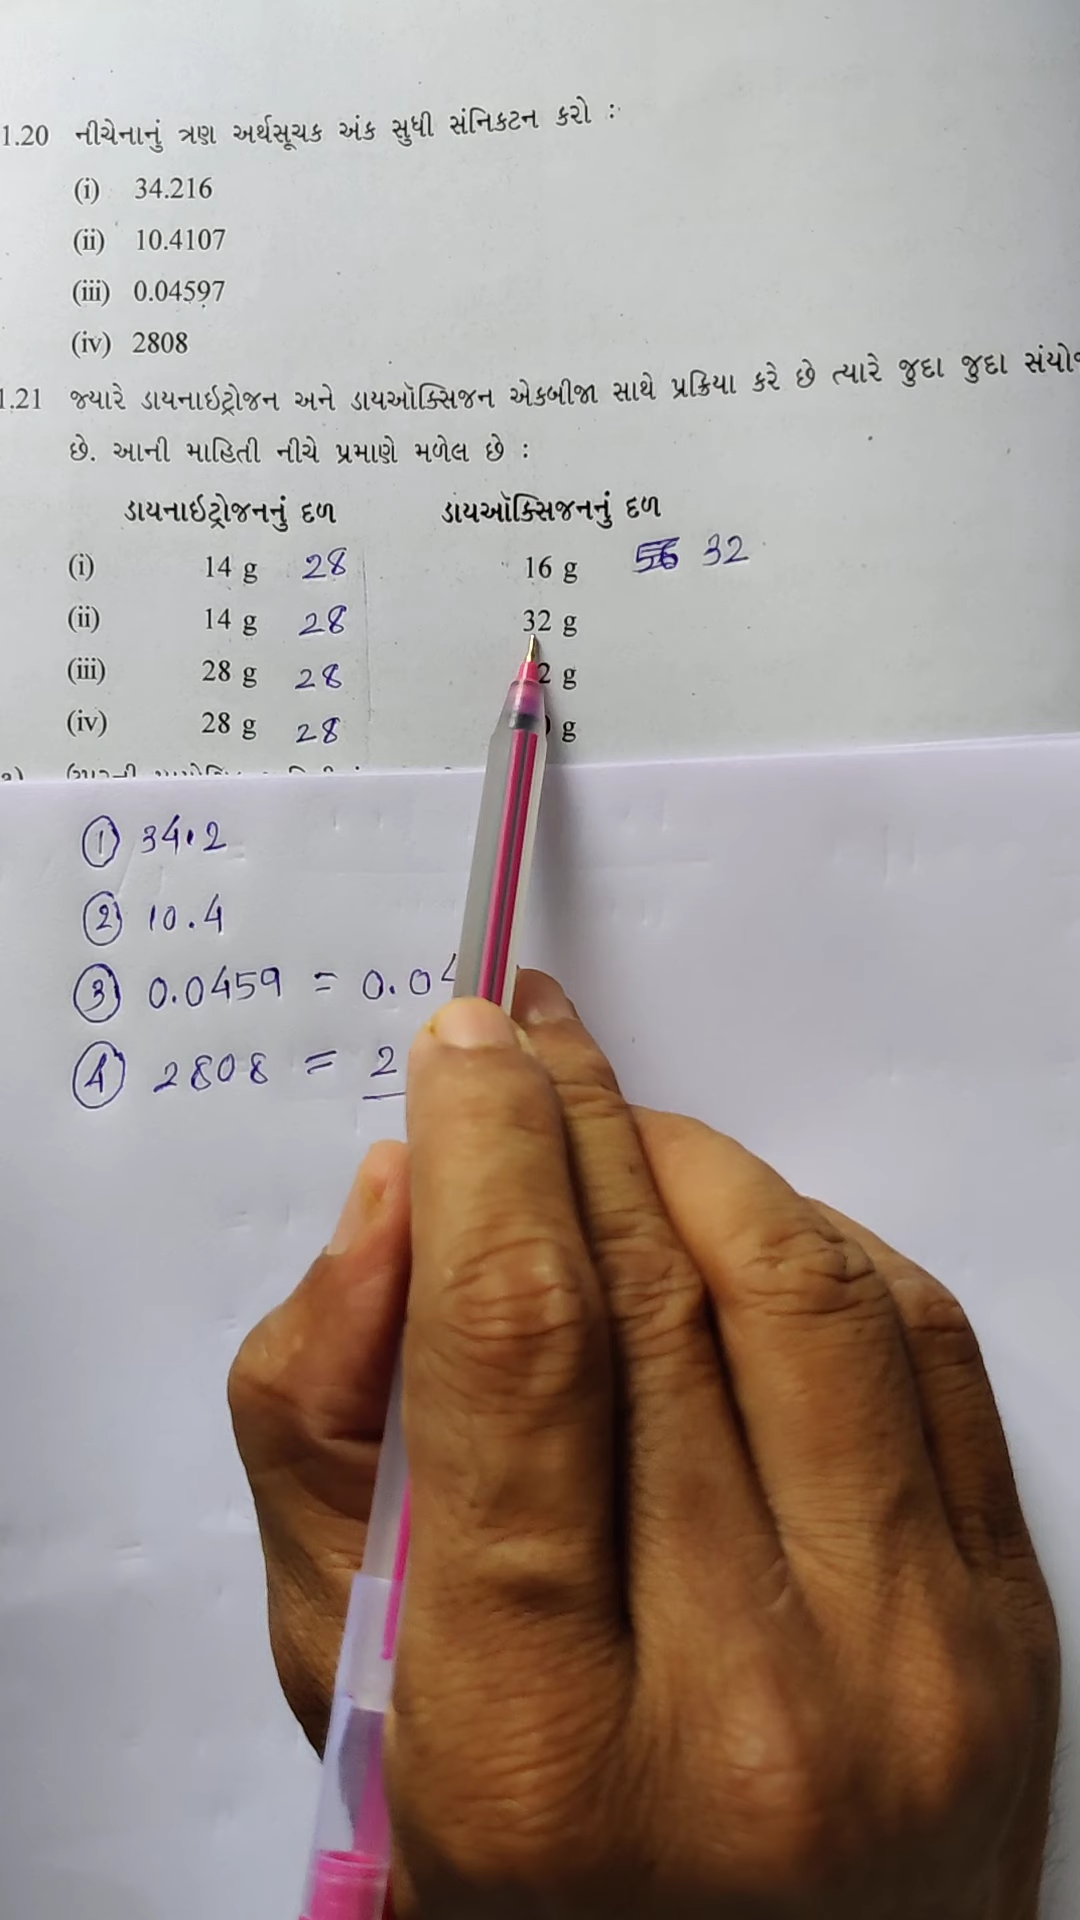 1.20 નીચેનાનું ત્રણ અર્થસૂચક અંક સુધી સંનિકટન કરો :
(i) 34.216
(ii) 10.4107
(iii) 0.04597
(iv) 2808
1.21 જ્યારે ડાયનાઇટ્રોજન અને ડાયઑક્સિજન એકબીજા સાથે પ્રક્રિયા કરે છે ત્યારે જુદા જુદા
છે. આની માહિતી નીચે પ્રમાણે મળેલ છે :
ડાયનાઇટ્રોજનનું દળ ડાયઑક્સિજનનું દળ
(i) 14 g 28 16 g 32
(ii) 14 g 28 32 g
(iii) 28 g 28 2 g
(iv) 28 g 28 g
① 34.2
② 10.4
③ 0.0459 = 0.04
④ 2808 = 2